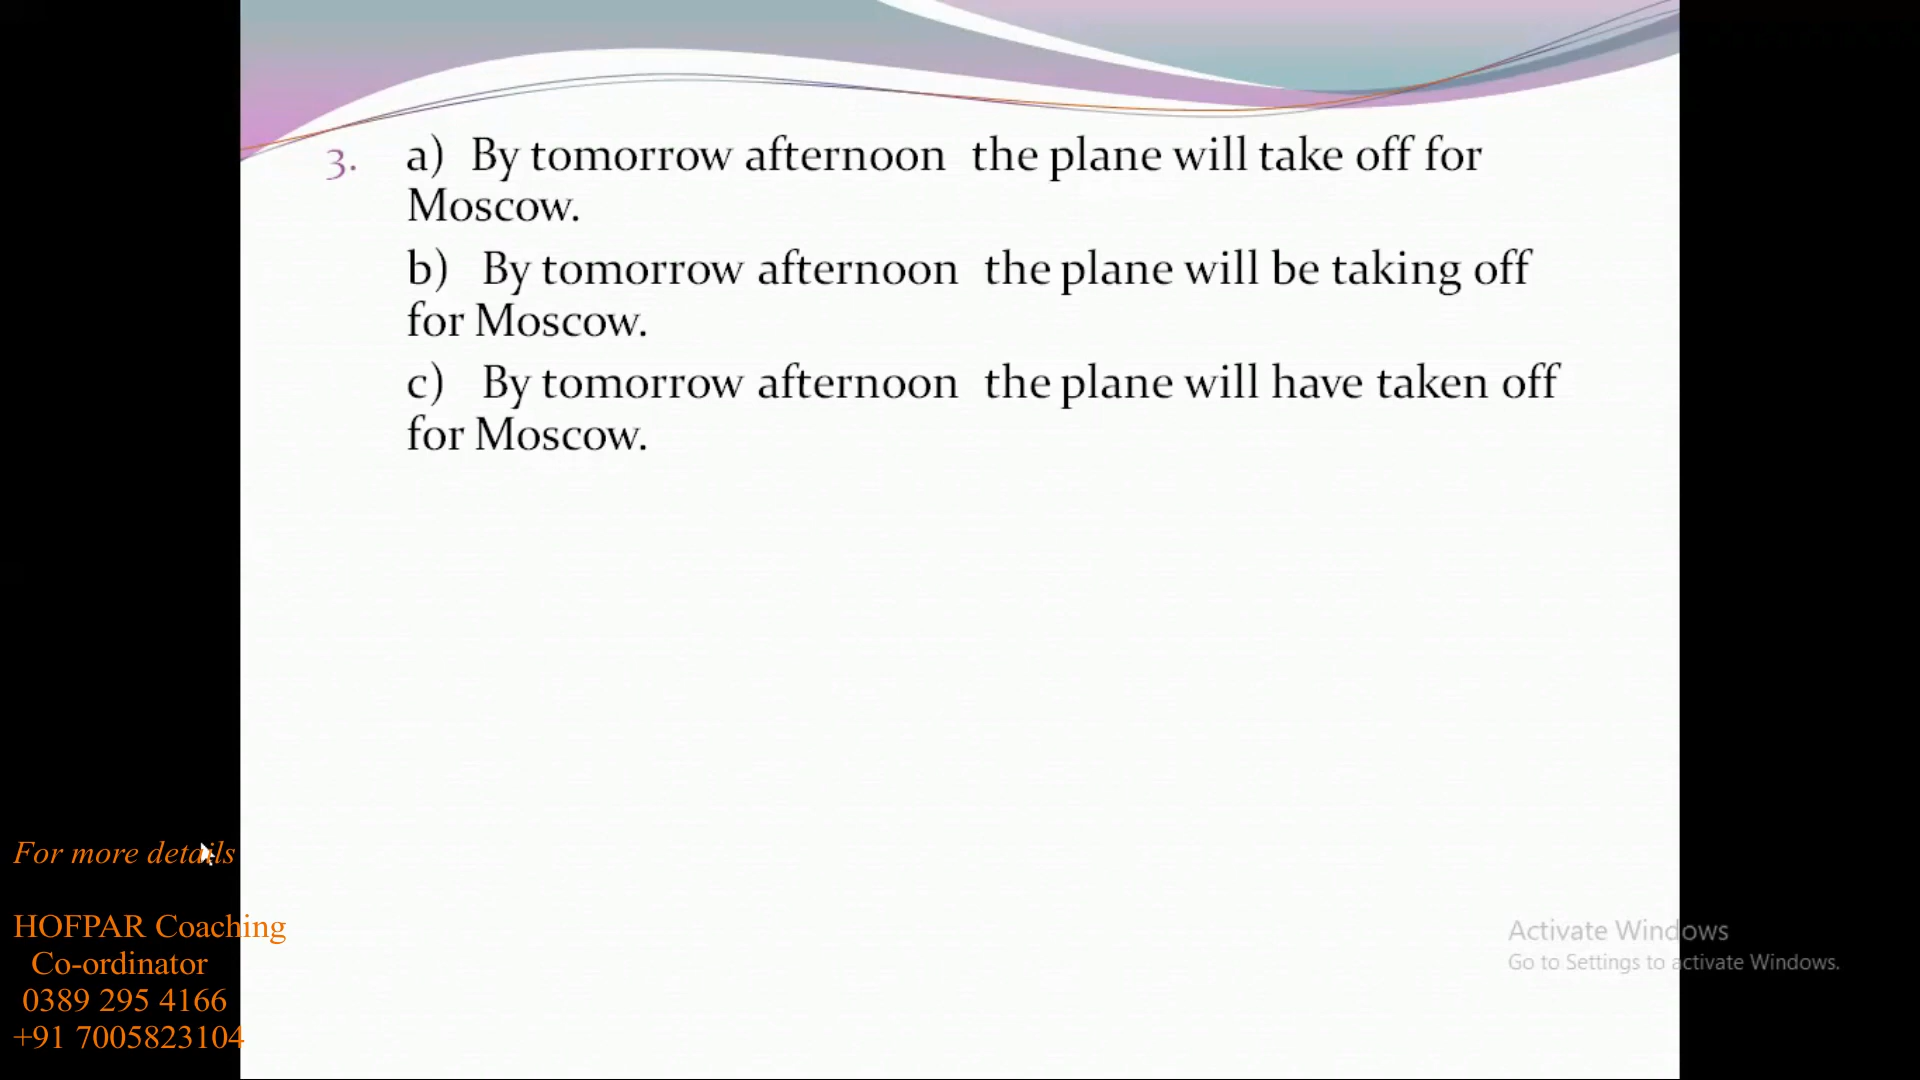 3. a) By tomorrow afternoon the plane will take off for
Moscow.
b) By tomorrow afternoon the plane will be taking off
for Moscow.
c) By tomorrow afternoon the plane will have taken off
for Moscow.
For more details
HOFPAR Coaching
Co-ordinator
0389 295 4166
+91 7005823104
Activate Windows
Go to Settings to activate Windows.